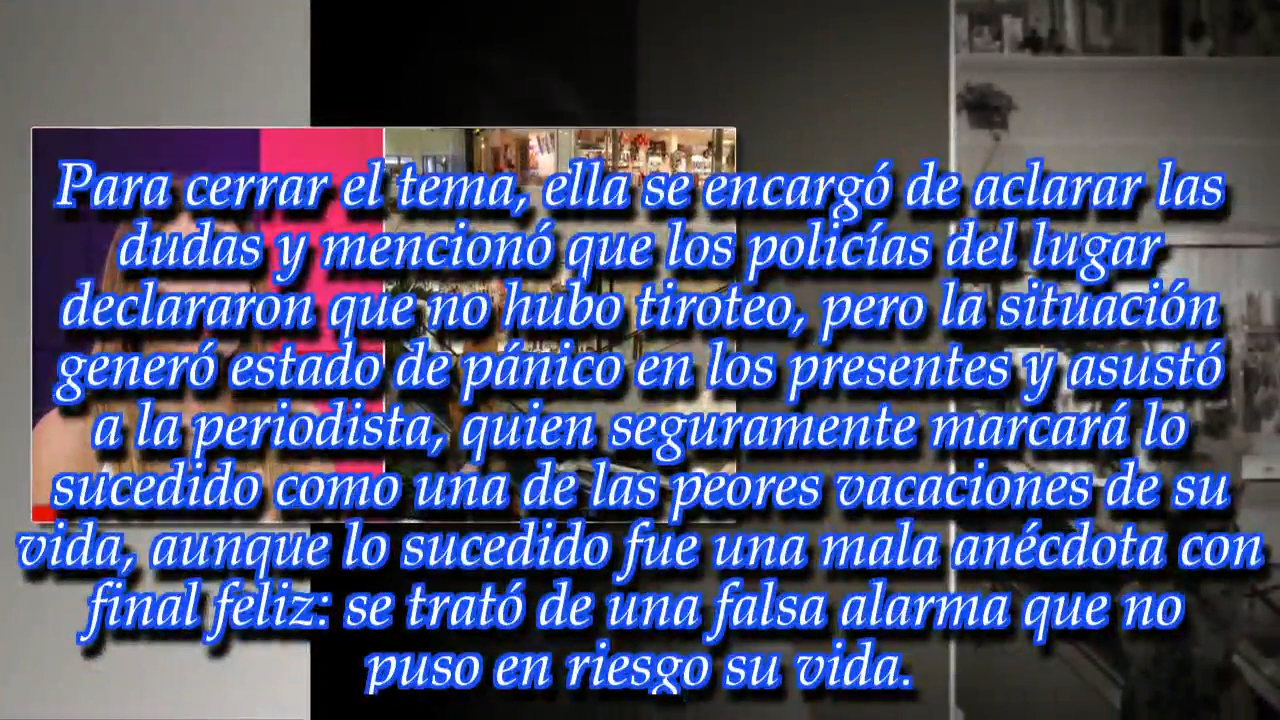 Para cerrar el tema, ella se encargó de aclarar las
dudas y mencionó que los policías del lugar
declararon que no hubo tiroteo, pero la situación
generó estado de pánico en los presentes y asustó
a la periodista, quien seguramente marcará lo
sucedido como una de las peores vacaciones de su
vida, aunque lo sucedido fue una mala anécdota con
final feliz: se trató de una falsa alarma que no
puso en riesgo su vida.